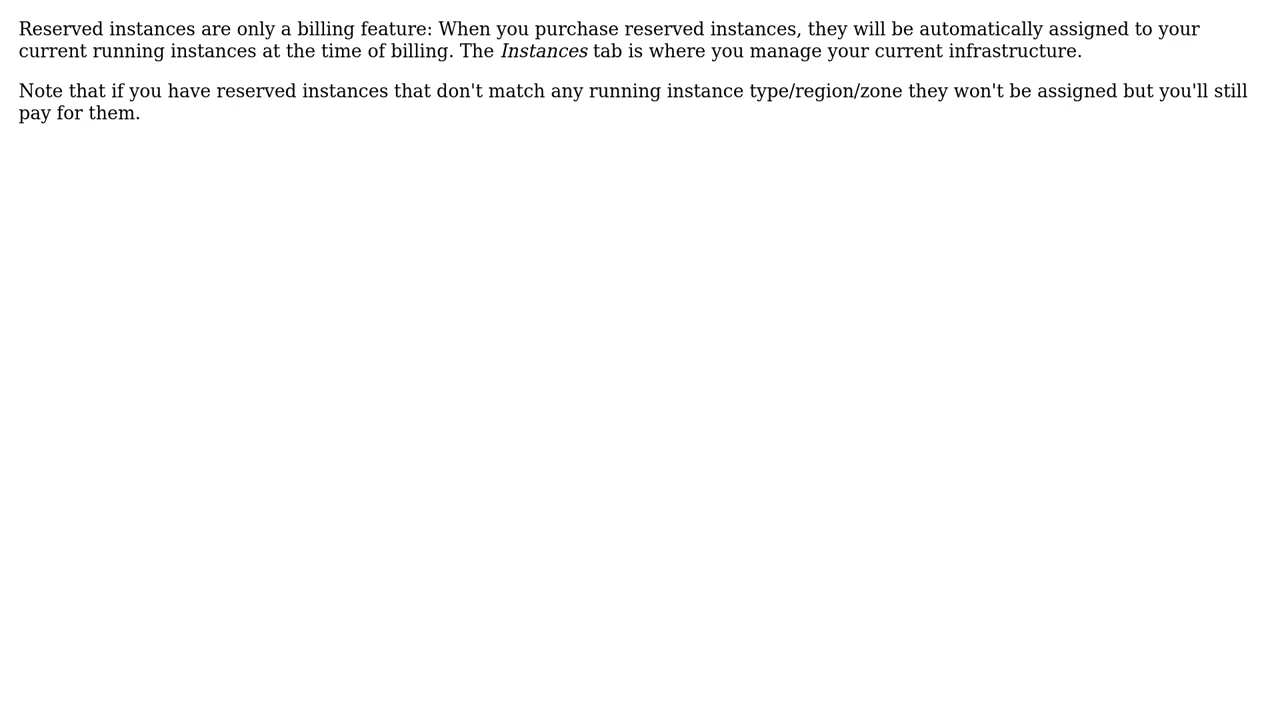 Reserved instances are only a billing feature: When you purchase reserved instances, they will be automatically assigned to your
current running instances at the time of billing. The Instances tab is where you manage your current infrastructure.
Note that if you have reserved instances that don't match any running instance type/region/zone they won't be assigned but you'll still
pay for them.